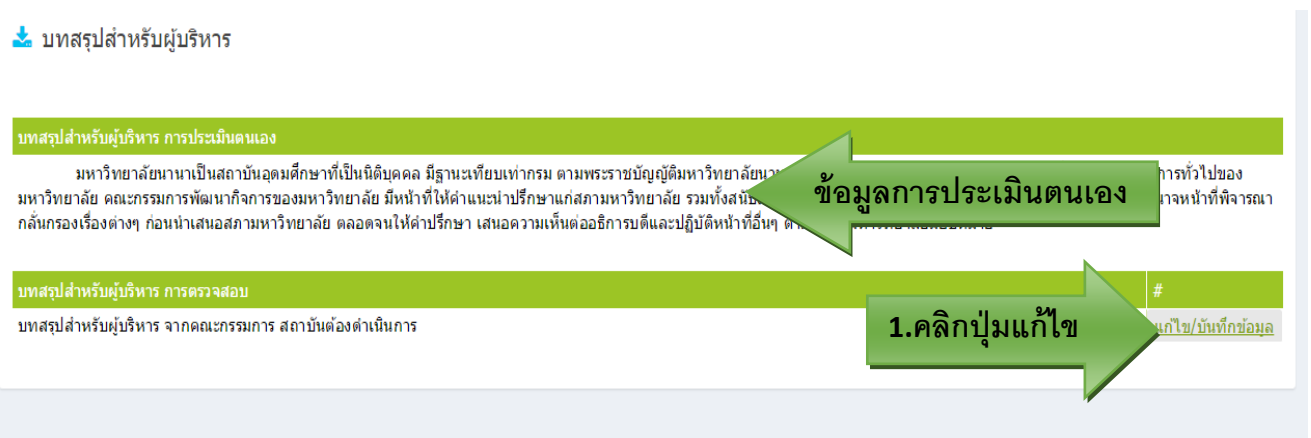 บทสรุปสำหรับผู้บริหาร
บทสรุปสำหรับผู้บริหาร การประเมินตนเอง
มหาวิทยาลัยนานาเป็นสถาบันอุดมศึกษาที่เป็นนิติบุคคล มีฐานะเทียบเท่ากรม ตามพระราชบัญญัติมหาวิทยาลัย การทั่วไปของ
มหาวิทยาลัย คณะกรรมการพัฒนากิจการของมหาวิทยาลัย มีหน้าที่ให้คำแนะนำปรึกษาแก่สภามหาวิทยาลัย รวมทั้ง หน้าที่พิจารณา
กลั่นกรองเรื่องต่างๆ ก่อนนำเสนอสภามหาวิทยาลัย ตลอดจนให้คำปรึกษา เสนอความเห็นต่ออธิการบดีและปฏิบัติหน้าที่อื่นๆ
ข้อมูลการประเมินตนเอง
บทสรุปสำหรับผู้บริหาร การตรวจสอบ #
บทสรุปสำหรับผู้บริหาร จากคณะกรรมการ สถาบันต้องดำเนินการ แก้ไข/บันทึกข้อมูล
1.คลิกปุ่มแก้ไข